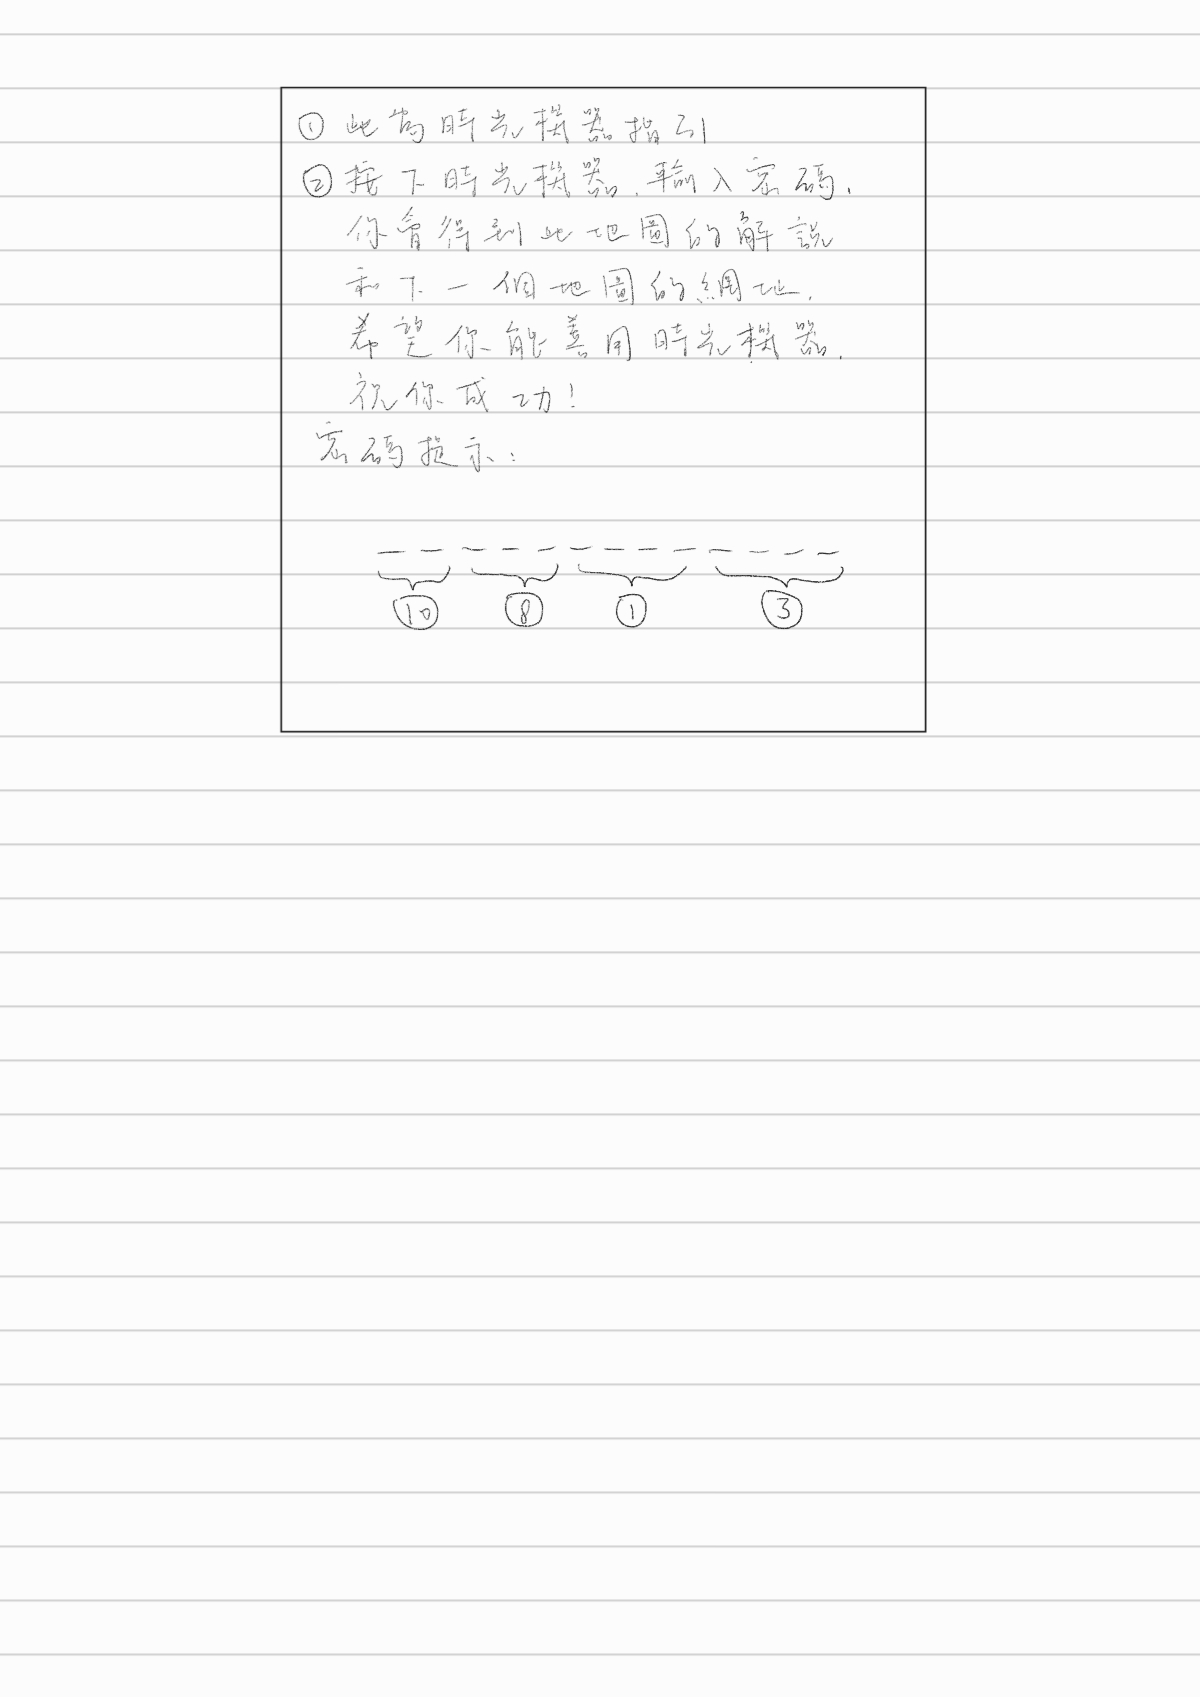 ① 此為時光機器指引
② 按下時光機器.輸入密碼.
你會得到此地圖的解說
和下一個地圖的網址.
希望你能善用時光機器.
祝你成功!
密碼提示:
_ _ _ _ _ _ _ _ _ _ _ _ _
⑩ ⑧ ① ③